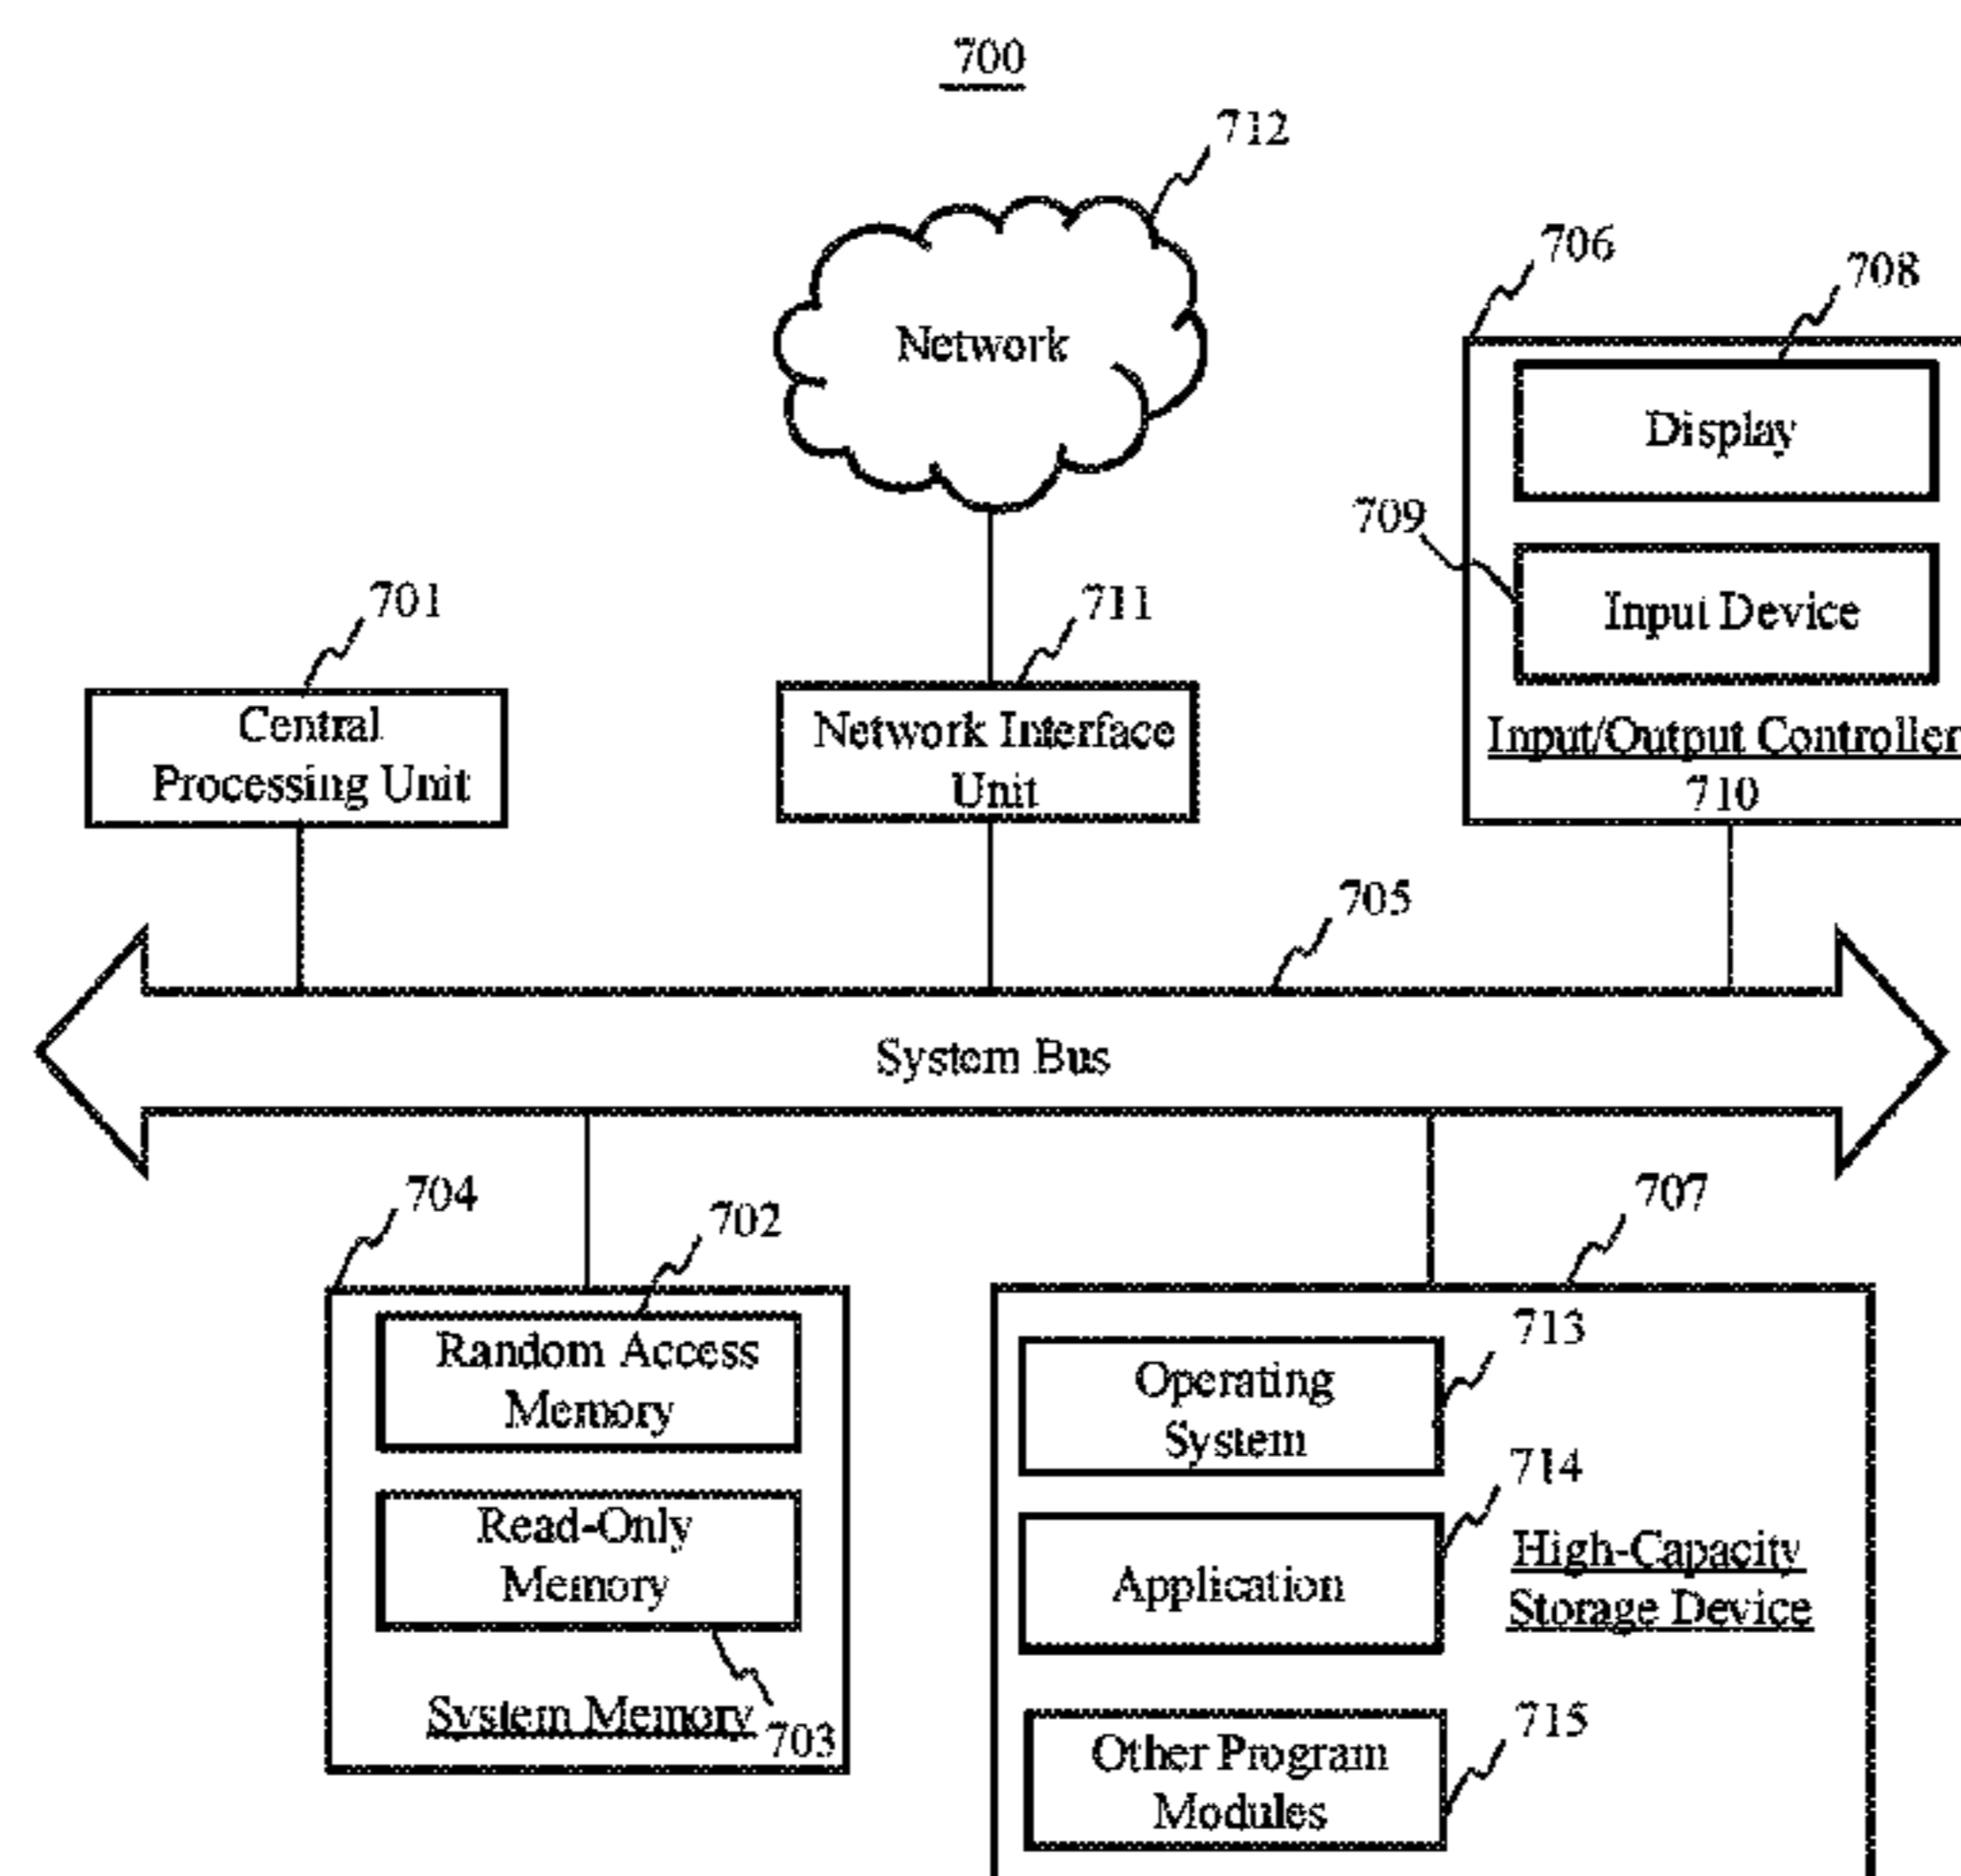 700
712
Network
706
708
Display
709
Input Device
Input/Output Controller
710
701
Central
Processing Unit
711
Network Interface
Unit
705
System Bus
704
702
Random Access
Memory
Read-Only
Memory
System Memory
703
707
713
Operating
System
714
Application
High-Capacity
Storage Device
715
Other Program
Modules